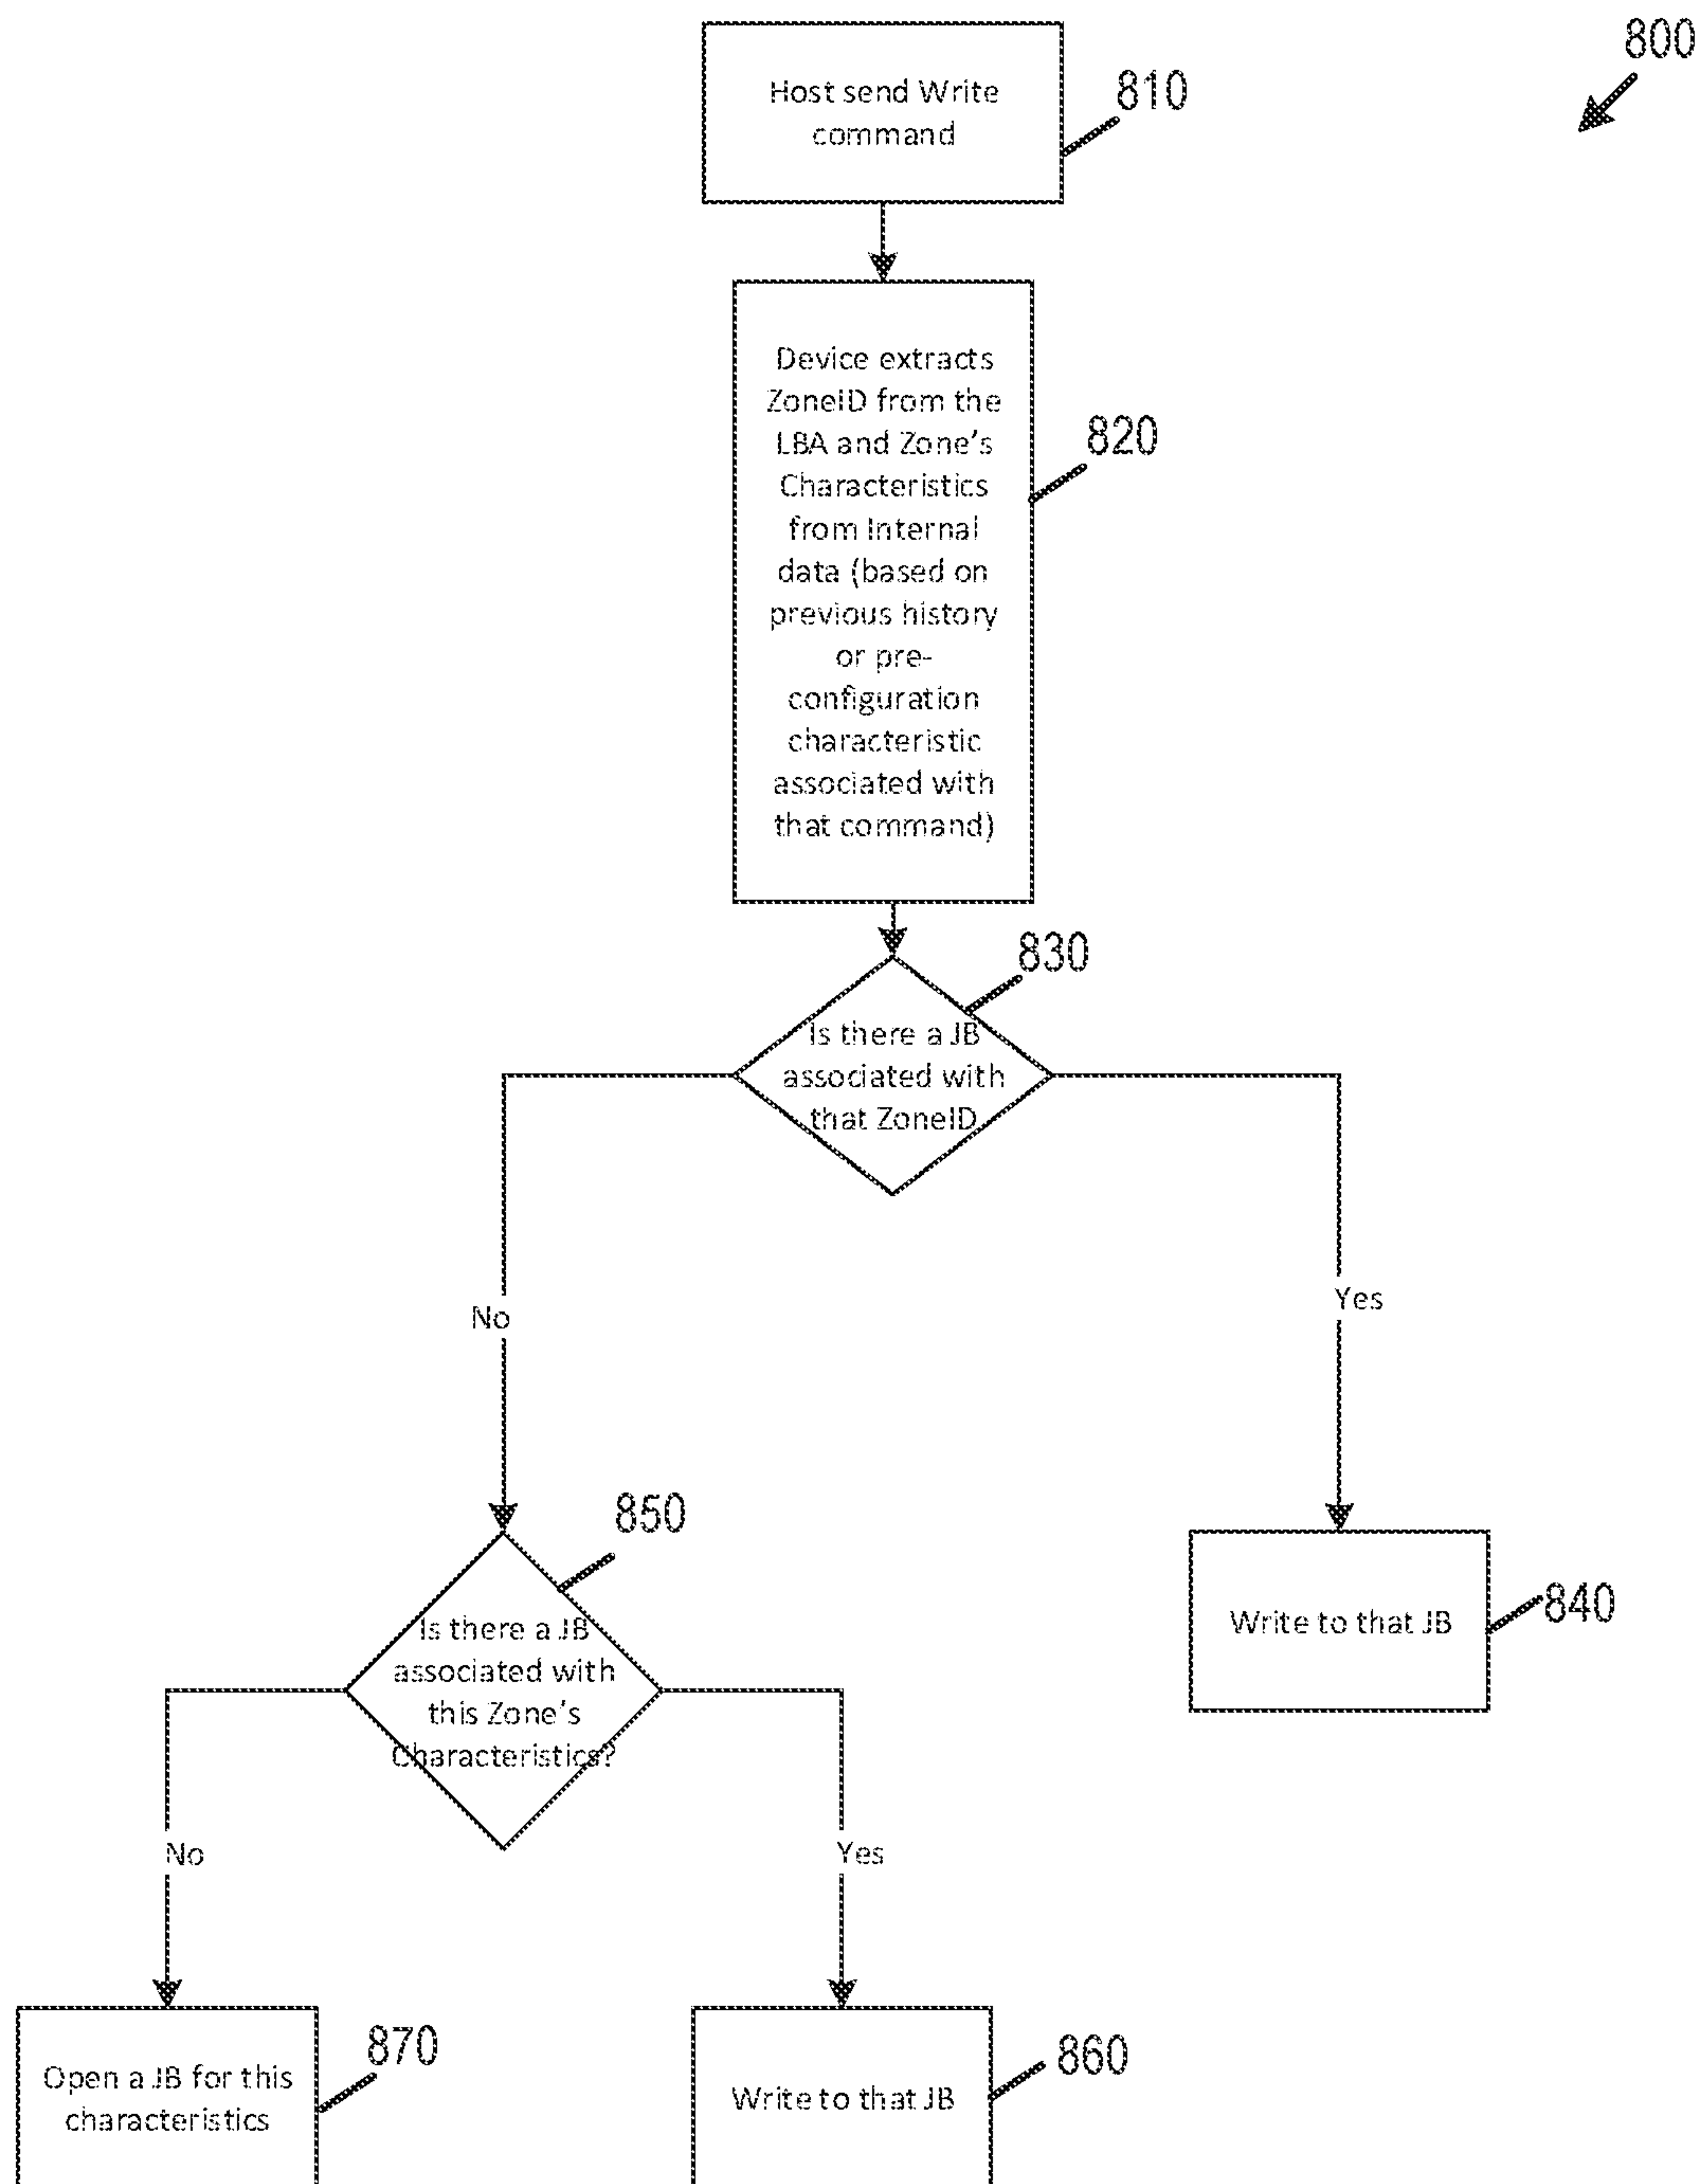 800
Host send Write
command
810
Device extracts
ZoneID from the
LBA and Zone's
Characteristics
from Internal
data (based on
previous history
or pre-
configuration
characteristic
associated with
that command)
820
830
Is there a JB
associated with
that ZoneID
No
Yes
850
Is there a JB
associated with
this Zone's
Characteristics?
Write to that JB
840
No
Yes
Open a JB for this
characteristics
870
Write to that JB
860